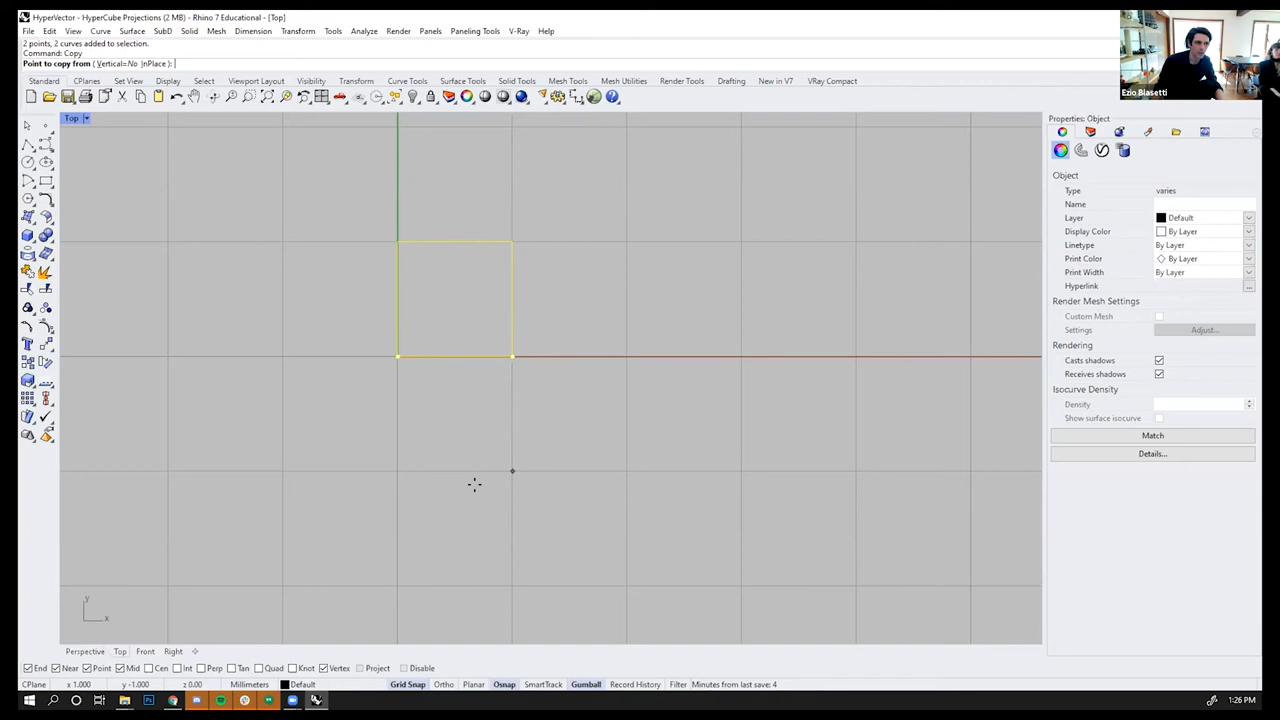 HyperVector - HyperCube Projections (2 MB) - Rhino 7 Educational - [Top]
File Edit View Curve Surface SubD Solid Mesh Dimension Transform Tools Analyze Render Panels Paneling Tools V-Ray Help
2 points, 2 curves added to selection.
Command: Copy
Point to copy from ( Vertical=No InPlace ):
Standard CPlanes Set View Display Select Viewport Layout Visibility Transform Curve Tools Surface Tools Solid Tools Mesh Tools Mesh Utilities Render Tools Drafting New in V7 VRay Compact
Ezio Blasetti
Top
Properties: Object
Object
Type varies
Name
Layer Default
Display Color By Layer
Linetype By Layer
Print Color By Layer
Print Width By Layer
Hyperlink ...
Render Mesh Settings
Custom Mesh
Settings Adjust...
Rendering
Casts shadows
Receives shadows
Isocurve Density
Density
Show surface isocurve
Match
Details...
y
x
Perspective Top Front Right
End Near Point Mid Cen Int Perp Tan Quad Knot Vertex Project Disable
CPlane x 1.000 y -1.000 z 0.00 Millimeters Default Grid Snap Ortho Planar Osnap SmartTrack Gumball Record History Filter Minutes from last save: 4
1:26 PM